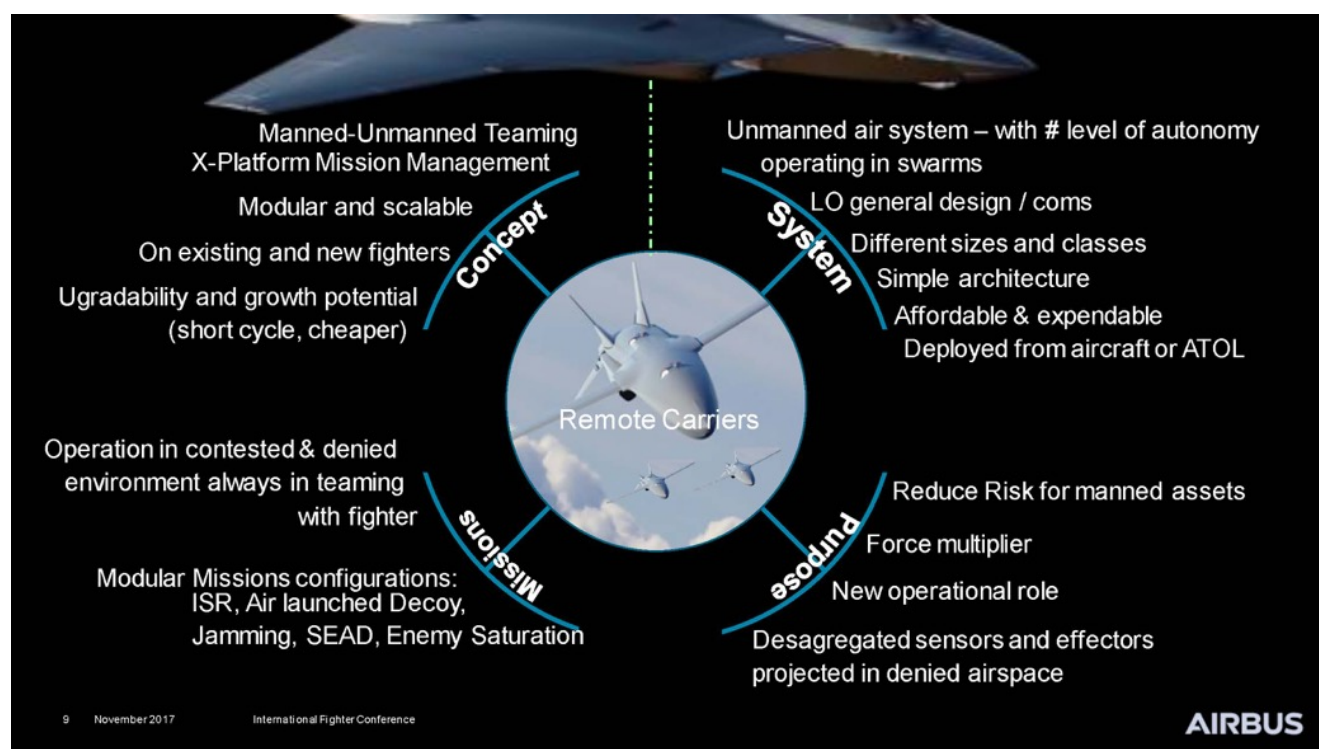 Manned-Unmanned Teaming
X-Platform Mission Management
Modular and scalable
On existing and new fighters
Ugradability and growth potential
(short cycle, cheaper)
Concept
Unmanned air system – with # level of autonomy
operating in swarms
LO general design / coms
Different sizes and classes
Simple architecture
Affordable & expendable
Deployed from aircraft or ATOL
System
Remote Carriers
Operation in contested & denied
environment always in teaming
with fighter
Modular Missions configurations:
ISR, Air launched Decoy,
Jamming, SEAD, Enemy Saturation
Missions
Reduce Risk for manned assets
Force multiplier
New operational role
Desagregated sensors and effectors
projected in denied airspace
Purpose
9 November 2017 International Fighter Conference
AIRBUS